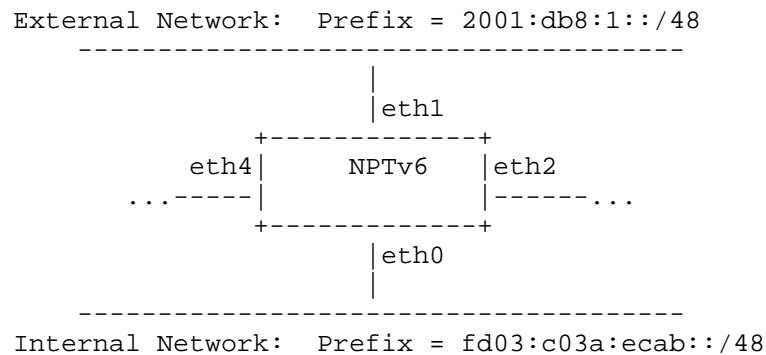 External Network:  Prefix = 2001:db8:1::/48
eth1
eth4 NPTv6 eth2
... ...
eth0
Internal Network:  Prefix = fd03:c03a:ecab::/48